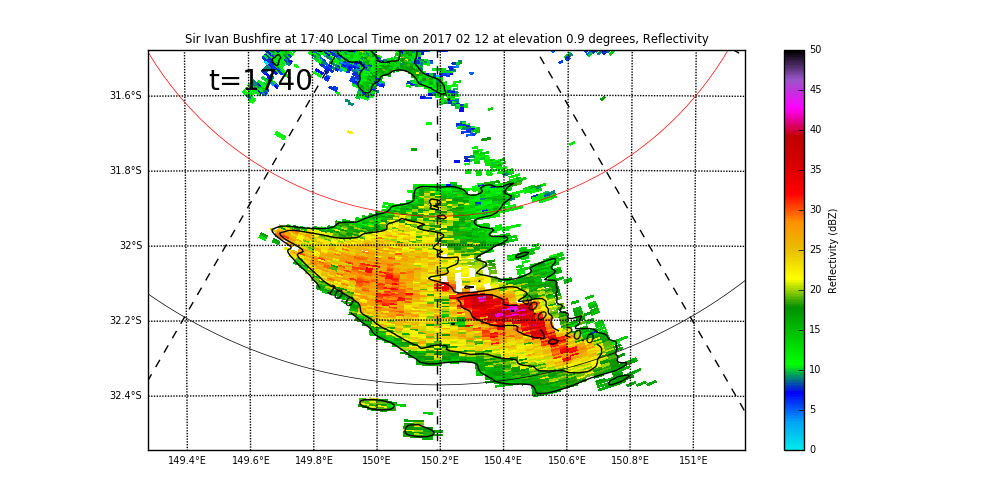 Sir Ivan Bushfire at 17:40 Local Time on 2017 02 12 at elevation 0.9 degrees, Reflectivity
t=1740
31.6°S
31.8°S
32°S
32.2°S
32.4°S
149.4°E 149.6°E 149.8°E 150°E 150.2°E 150.4°E 150.6°E 150.8°E 151°E
50
45
40
35
30
25
20
15
10
5
0
Reflectivity (dBZ)